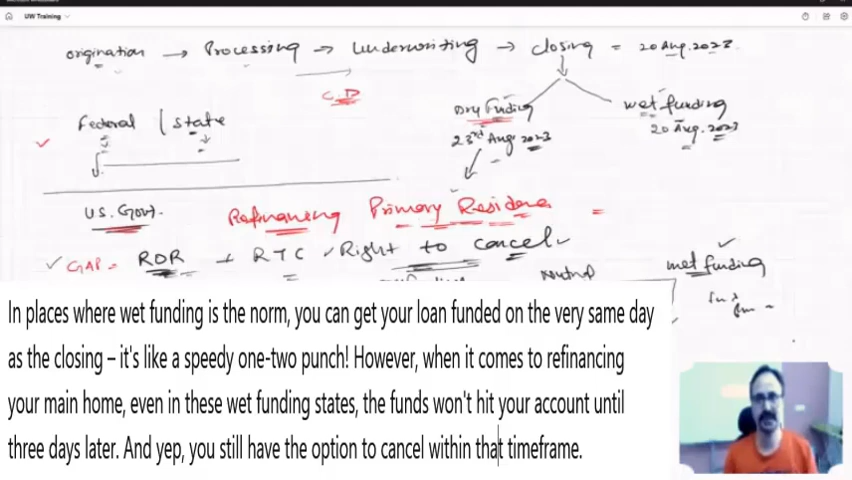 UW Training
origination → Processing → Underwriting → closing = 20 Aug. 2023
C.D
Federal / state
Dry Funding
wet funding
23rd Aug 2023
20 Aug. 2023
U.S. Govt.
Refinancing Primary Residence =
GAP = ROR + RTC ✓ Right to cancel ✓
wet funding
In places where wet funding is the norm, you can get your loan funded on the very same day
as the closing – it's like a speedy one-two punch! However, when it comes to refinancing
your main home, even in these wet funding states, the funds won't hit your account until
three days later. And yep, you still have the option to cancel within that timeframe.